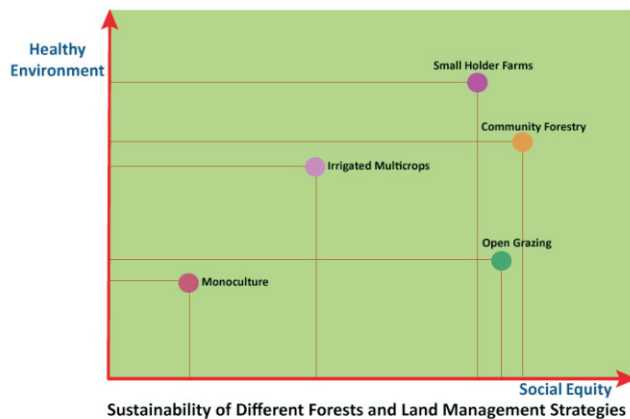 Healthy
Environment
Small Holder Farms
Community Forestry
Irrigated Multicrops
Open Grazing
Monoculture
Social Equity
Sustainability of Different Forests and Land Management Strategies